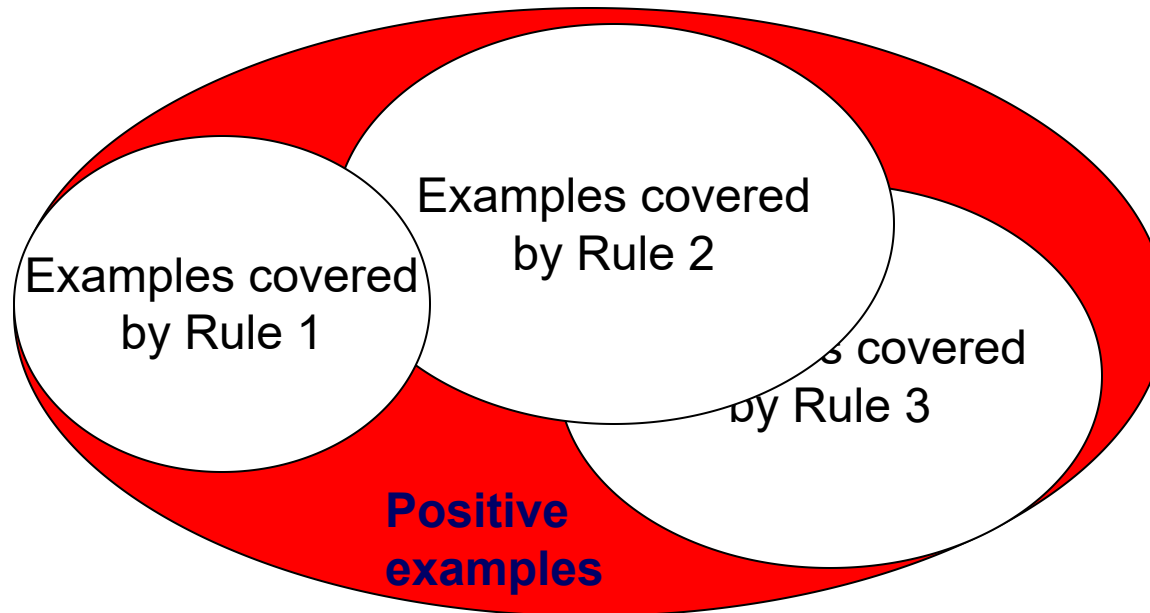 Examples covered
by Rule 2
Examples covered
by Rule 1
s covered
by Rule 3
Positive
examples